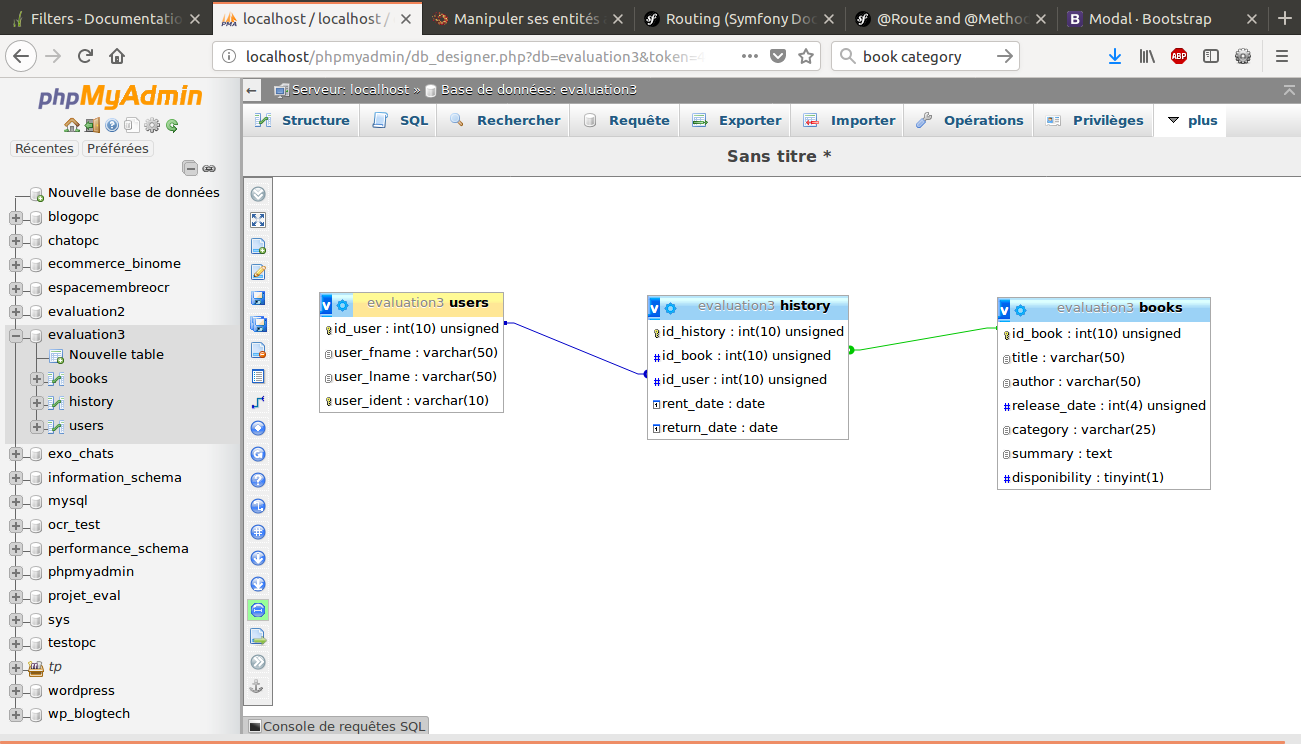 Filters - Documentatio
localhost / localhost /
Manipuler ses entités
Routing (Symfony Doc
@Route and @Metho
B Modal · Bootstrap
localhost/phpmyadmin/db_designer.php?db=evaluation3&token=
book category
ABP
phpMyAdmin
Récentes
Préférées
Nouvelle base de données
blogopc
chatopc
ecommerce_binome
espacemembreocr
evaluation2
evaluation3
Nouvelle table
books
history
users
exo_chats
information_schema
mysql
ocr_test
performance_schema
phpmyadmin
projet_eval
sys
testopc
tp
wordpress
wp_blogtech
Serveur: localhost » Base de données: evaluation3
Structure
SQL
Rechercher
Requête
Exporter
Importer
Opérations
Privilèges
plus
Sans titre *
v evaluation3 users
id_user : int(10) unsigned
user_fname : varchar(50)
user_lname : varchar(50)
user_ident : varchar(10)
v evaluation3 history
id_history : int(10) unsigned
# id_book : int(10) unsigned
# id_user : int(10) unsigned
rent_date : date
return_date : date
v evaluation3 books
id_book : int(10) unsigned
title : varchar(50)
author : varchar(50)
# release_date : int(4) unsigned
category : varchar(25)
summary : text
# disponibility : tinyint(1)
Console de requêtes SQL